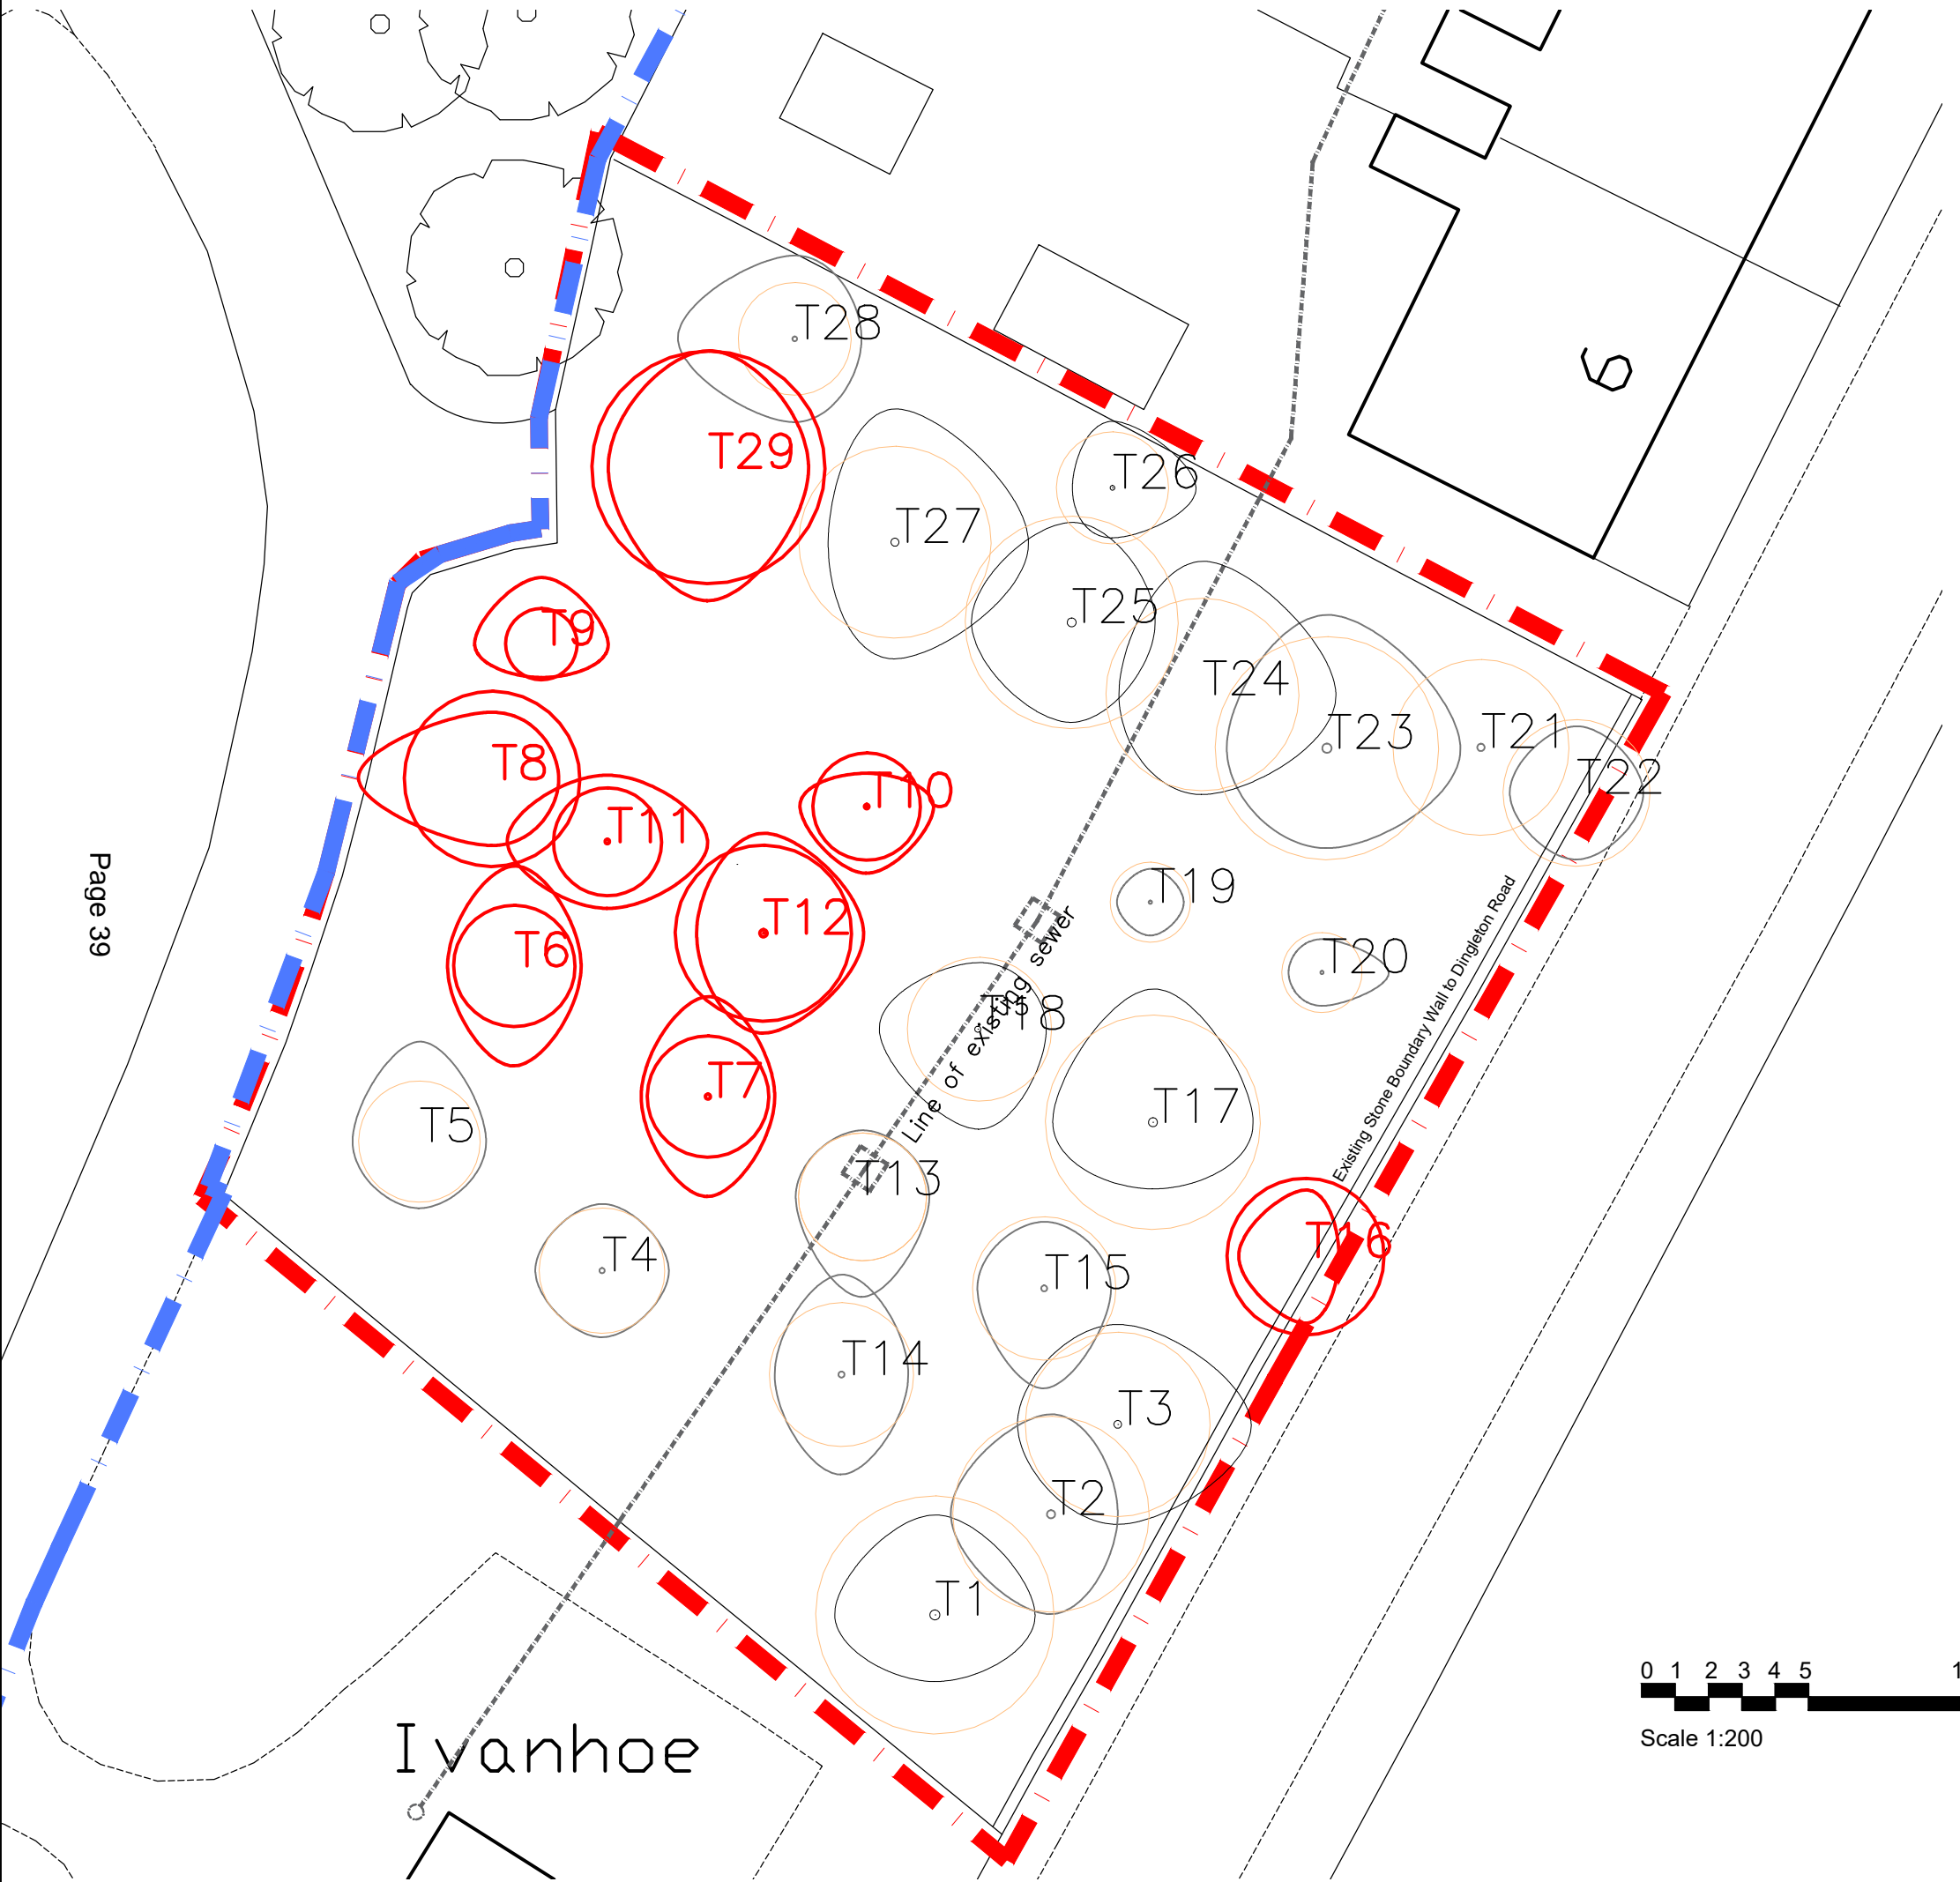 T28
6
T29
T26
T27
T25
T9
T24
T23
T21
T22
T8
T10
T11
T19
T12
T6
T20
T18
Line of existing sewer
Existing Stone Boundary Wall to Dingleton Road
Page 39
T7
T17
T5
T13
T16
T4
T15
T14
T3
T2
T1
Ivanhoe
0 1 2 3 4 5 1
Scale 1:200